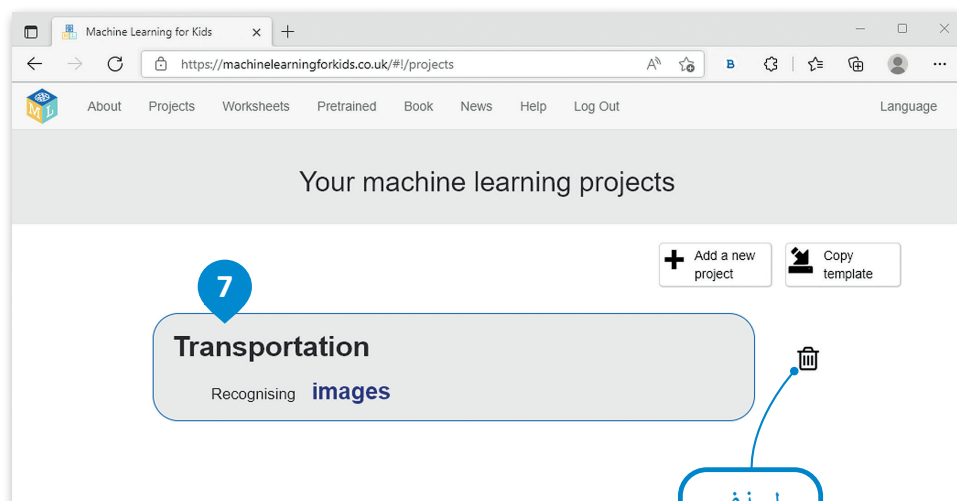 Machine Learning for Kids
https://machinelearningforkids.co.uk/#!/projects
ML About Projects Worksheets Pretrained Book News Help Log Out Language
Your machine learning projects
Add a new project
Copy template
7
Transportation
Recognising images